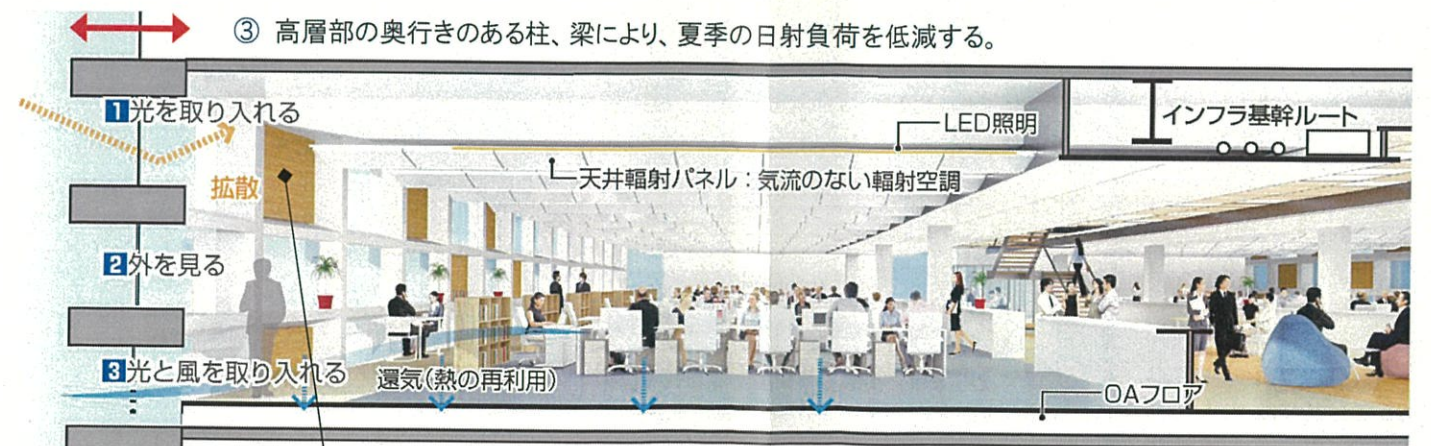 ③ 高層部の奥行きのある柱、梁により、夏季の日射負荷を低減する。
1光を取り入れる
LED照明
インフラ基幹ルート
天井輻射パネル：気流のない輻射空調
拡散
2外を見る
3光と風を取り入れる
還気(熱の再利用)
OAフロア